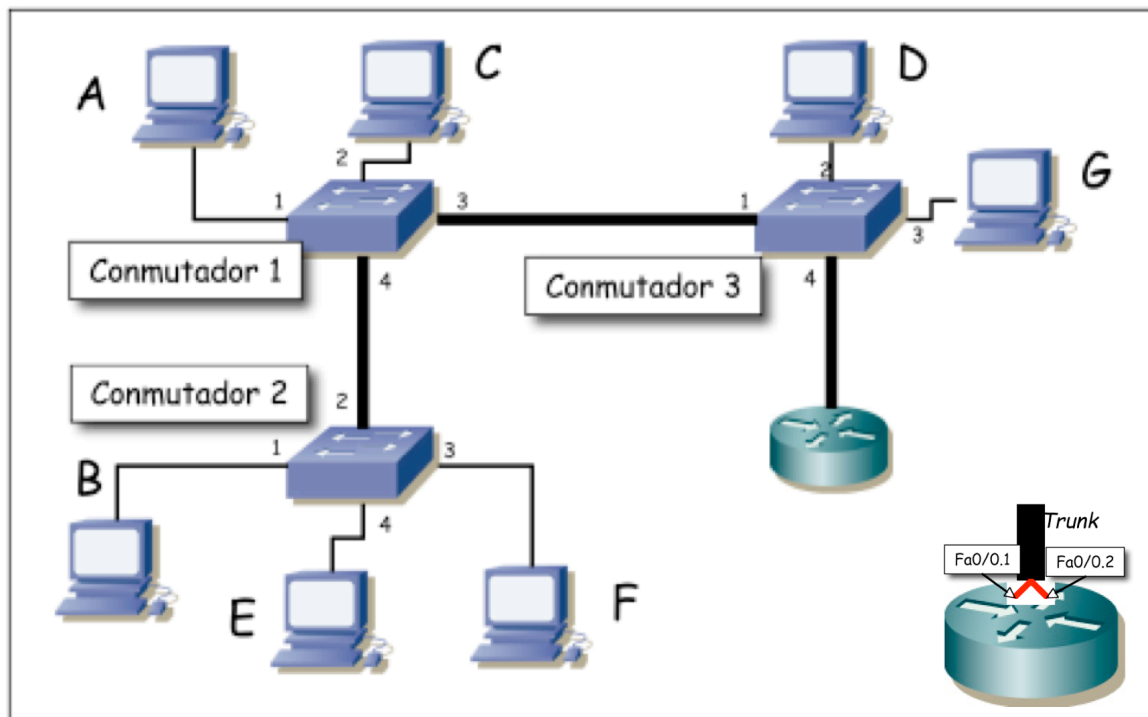 A
C
D
G
2
2
1
3
1
3
Conmutador 1
4
Conmutador 3
4
Conmutador 2
2
1
3
B
4
E
F
Trunk
Fa0/0.1
Fa0/0.2